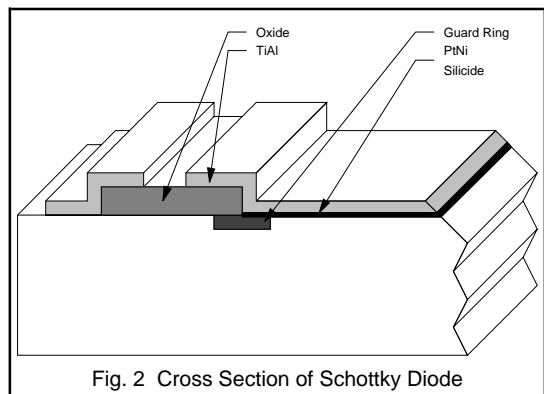 Oxide
TiAl
Guard Ring
PtNi
Silicide
Fig. 2 Cross Section of Schottky Diode